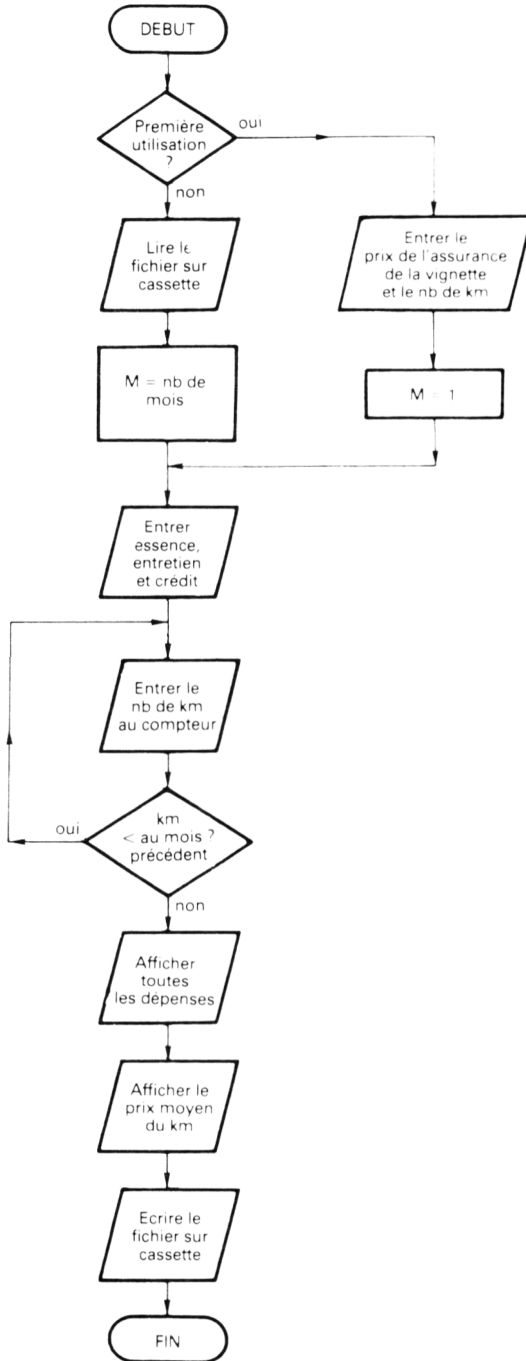 DEBUT
Première
utilisation
?
oui
non
Lire le
fichier sur
cassette
Entrer le
prix de l'assurance
de la vignette
et le nb de km
M = nb de
mois
M = 1
Entrer
essence,
entretien
et crédit
Entrer le
nb de km
au compteur
km
< au mois ?
précédent
oui
non
Afficher
toutes
les dépenses
Afficher le
prix moyen
du km
Ecrire le
fichier sur
cassette
FIN